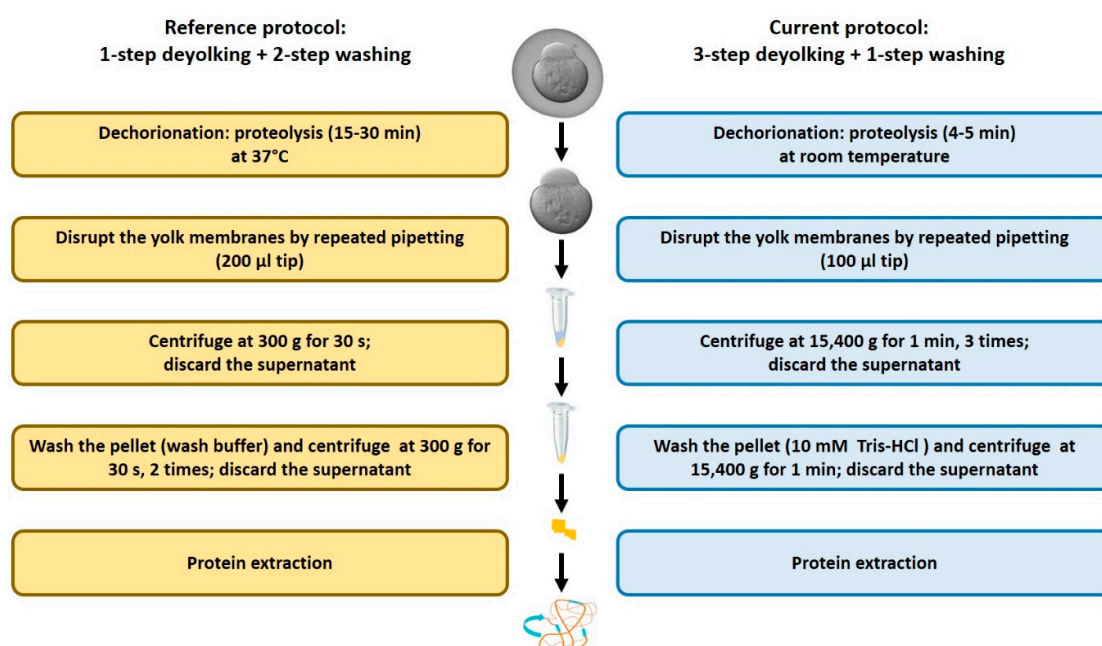 Reference protocol:
1-step deyolking + 2-step washing
Current protocol:
3-step deyolking + 1-step washing
Dechorionation: proteolysis (15-30 min)
at 37°C
Dechorionation: proteolysis (4-5 min)
at room temperature
Disrupt the yolk membranes by repeated pipetting
(200 µl tip)
Disrupt the yolk membranes by repeated pipetting
(100 µl tip)
Centrifuge at 300 g for 30 s;
discard the supernatant
Centrifuge at 15,400 g for 1 min, 3 times;
discard the supernatant
Wash the pellet (wash buffer) and centrifuge at 300 g for
30 s, 2 times; discard the supernatant
Wash the pellet (10 mM Tris-HCl ) and centrifuge at
15,400 g for 1 min; discard the supernatant
Protein extraction
Protein extraction